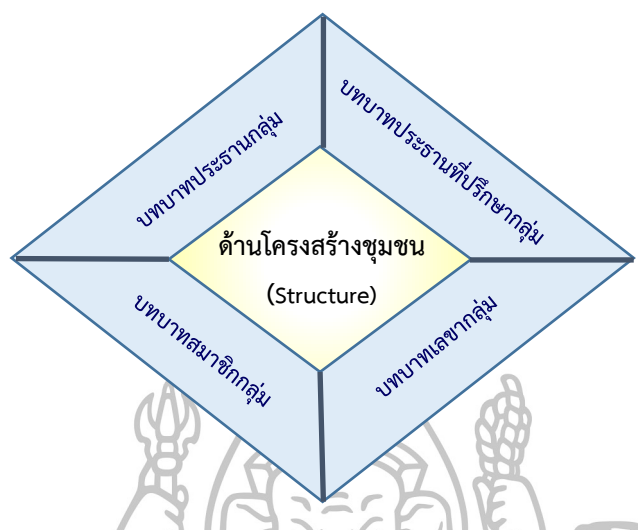 บทบาทประธานกลุ่ม
บทบาทประธานที่ปรึกษากลุ่ม
ด้านโครงสร้างชุมชน
(Structure)
บทบาทสมาชิกกลุ่ม
บทบาทเลขากลุ่ม